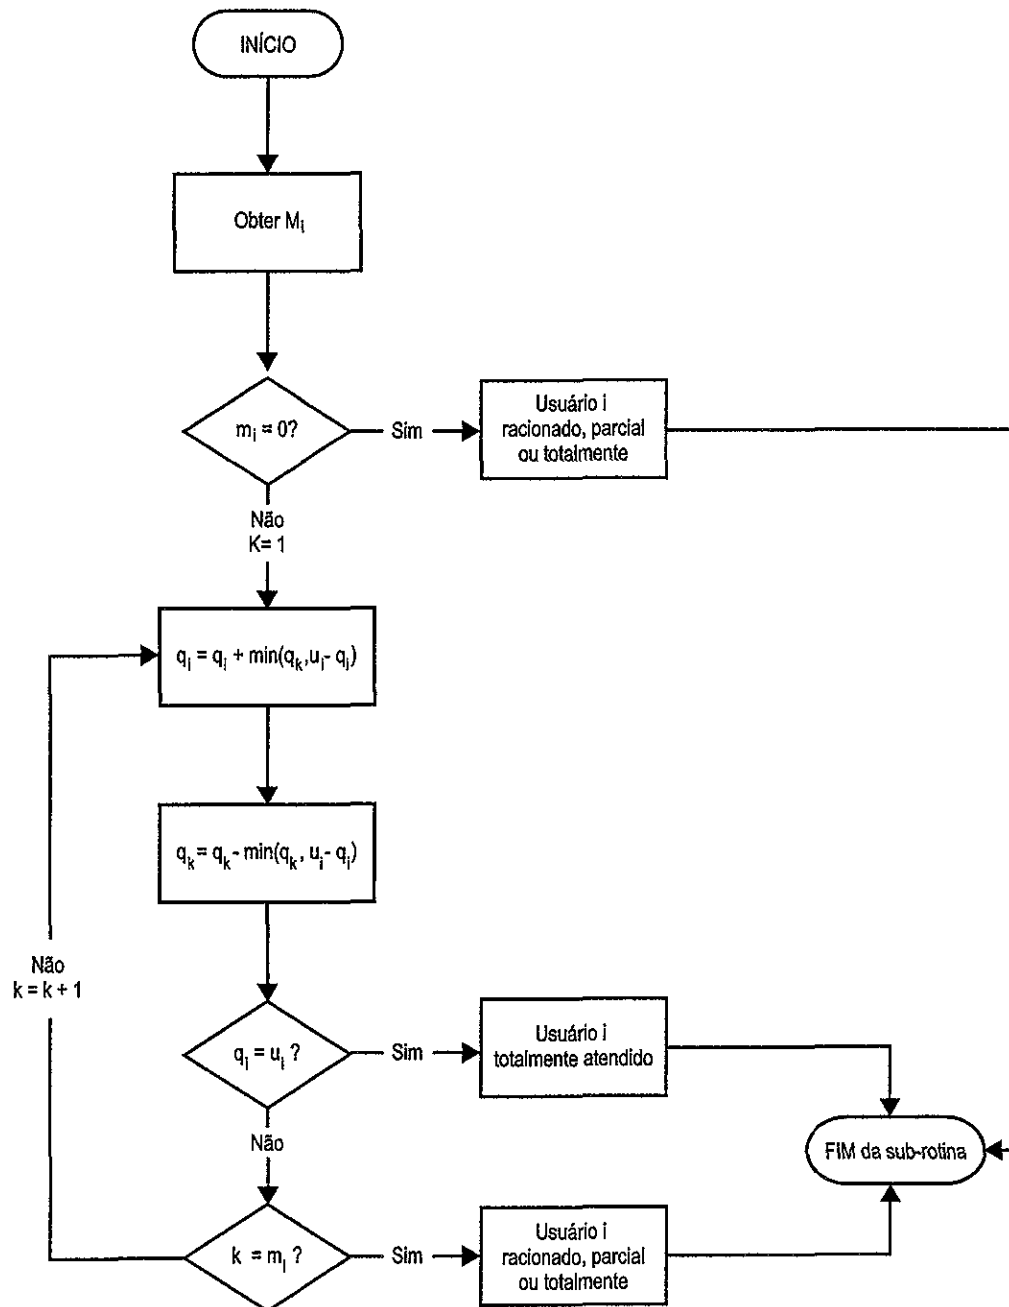 INÍCIO
Obter Mᵢ
mᵢ = 0?
Sim
Usuário i
racionado, parcial
ou totalmente
Não
K= 1
qᵢ = qᵢ + min(qₖ,uᵢ- qᵢ)
qₖ = qₖ - min(qₖ, uᵢ - qᵢ)
Não
k = k + 1
qᵢ = uᵢ ?
Sim
Usuário i
totalmente atendido
Não
FIM da sub-rotina
k = mᵢ ?
Sim
Usuário i
racionado, parcial
ou totalmente